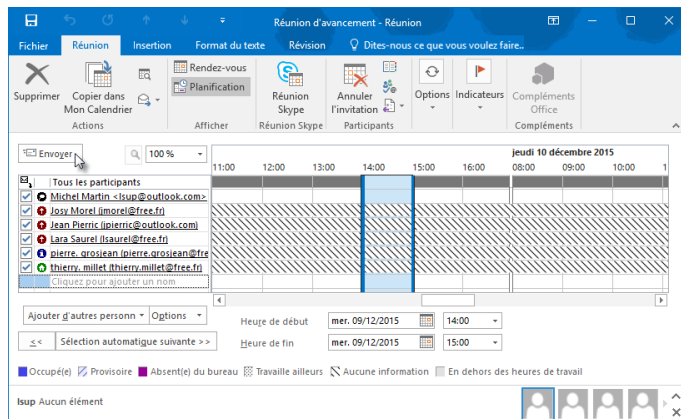 Réunion d'avancement - Réunion
Fichier Réunion Insertion Format du texte Révision Dites-nous ce que vous voulez faire..
Supprimer Copier dans Mon Calendrier
Actions
Rendez-vous
Planification
Afficher
Réunion Skype
Réunion Skype
Annuler l'invitation
Participants
Options Indicateurs
Compléments Office
Compléments
Envoyer 100 %
jeudi 10 décembre 2015
11:00 12:00 13:00 14:00 15:00 16:00 08:00 09:00 10:00 1
Tous les participants
Michel Martin <lsup@outlook.com>
Josy Morel (jmorel@free.fr)
Jean Pierric (jpierric@outlook.com)
Lara Saurel (lsaurel@free.fr)
pierre. grosjean (pierre.grosjean@fre
thierry. millet (thierry.millet@free.fr)
Cliquez pour ajouter un nom
Ajouter d'autres personn Options
Heure de début mer. 09/12/2015 14:00
<< Sélection automatique suivante >>
Heure de fin mer. 09/12/2015 15:00
Occupé(e) Provisoire Absent(e) du bureau Travaille ailleurs Aucune information En dehors des heures de travail
lsup Aucun élément